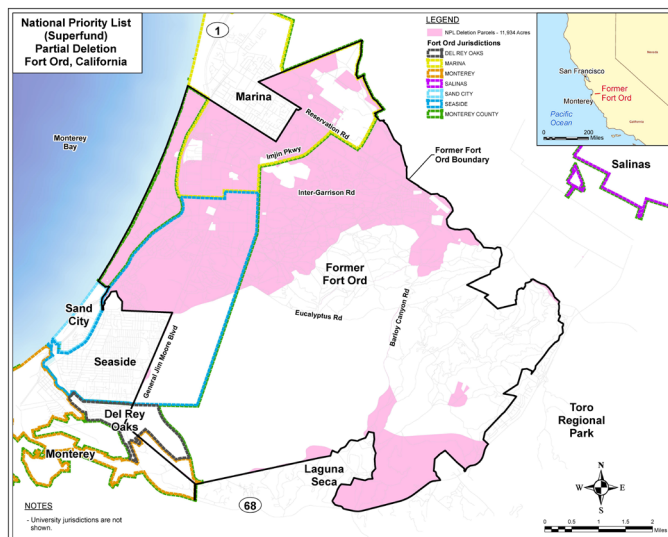 National Priority List
(Superfund)
Partial Deletion
Fort Ord, California
1
LEGEND
NPL Deletion Parcels - 11,934 Acres
Fort Ord Jurisdictions
DEL REY OAKS
MARINA
MONTEREY
SALINAS
SAND CITY
SEASIDE
MONTEREY COUNTY
Nevada
San Francisco
Former
Fort Ord
Monterey
Pacific
Ocean
California
0
200
Miles
Marina
Reservation Rd
Imjin Pkwy
Monterey
Bay
Former Fort
Ord Boundary
Salinas
Inter-Garrison Rd
Former
Fort Ord
Sand
City
Eucalyptus Rd
Barloy Canyon Rd
General Jim Moore Blvd
Seaside
Del Rey
Oaks
Toro
Regional
Park
Monterey
Laguna
Seca
68
N
W
E
S
NOTES
- University jurisdictions are not
shown.
0
0.5
1
1.5
2
Miles